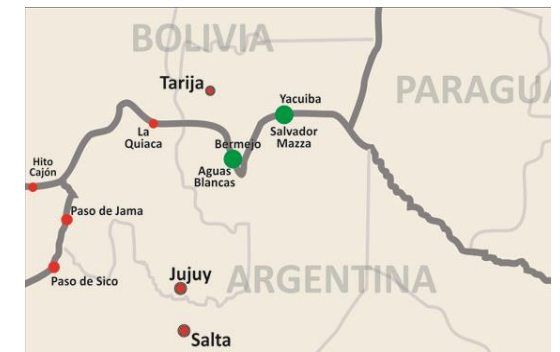 BOLIVIA
Tarija
PARAGUA
Yacuiba
La
Quiaca
Bermejo
Salvador
Mazza
Hito
Cajón
Aguas
Blancas
Paso de Jama
Paso de Sico
Jujuy
ARGENTINA
Salta